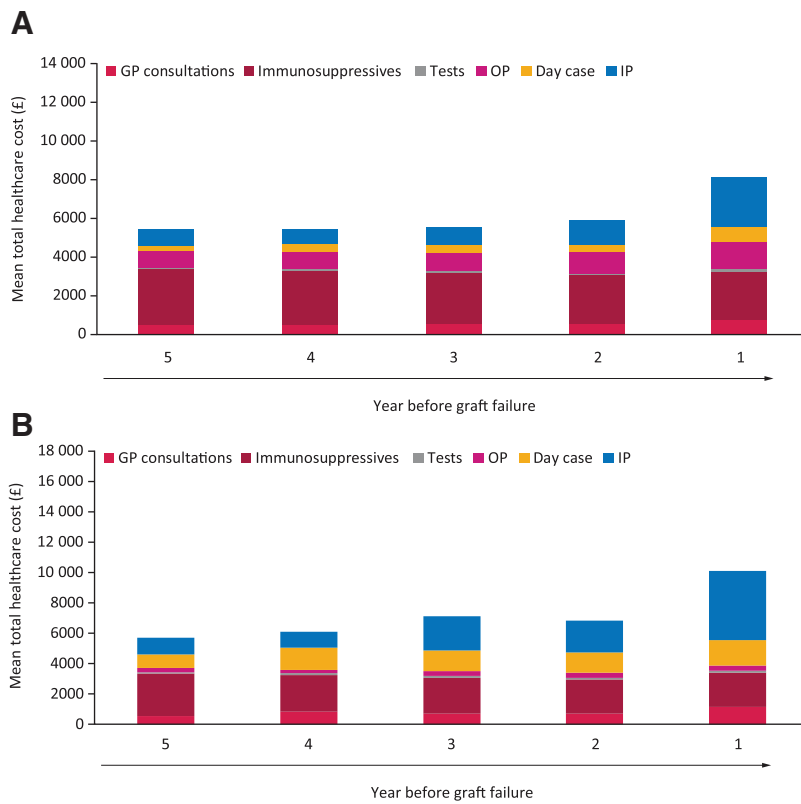 A
14 000
GP consultations Immunosuppressives Tests OP Day case IP
12 000
10 000
8000
6000
4000
2000
0
Mean total healthcare cost (£)
5 4 3 2 1
Year before graft failure
B
18 000
GP consultations Immunosuppressives Tests OP Day case IP
16 000
14 000
12 000
10 000
8000
6000
4000
2000
0
Mean total healthcare cost (£)
5 4 3 2 1
Year before graft failure